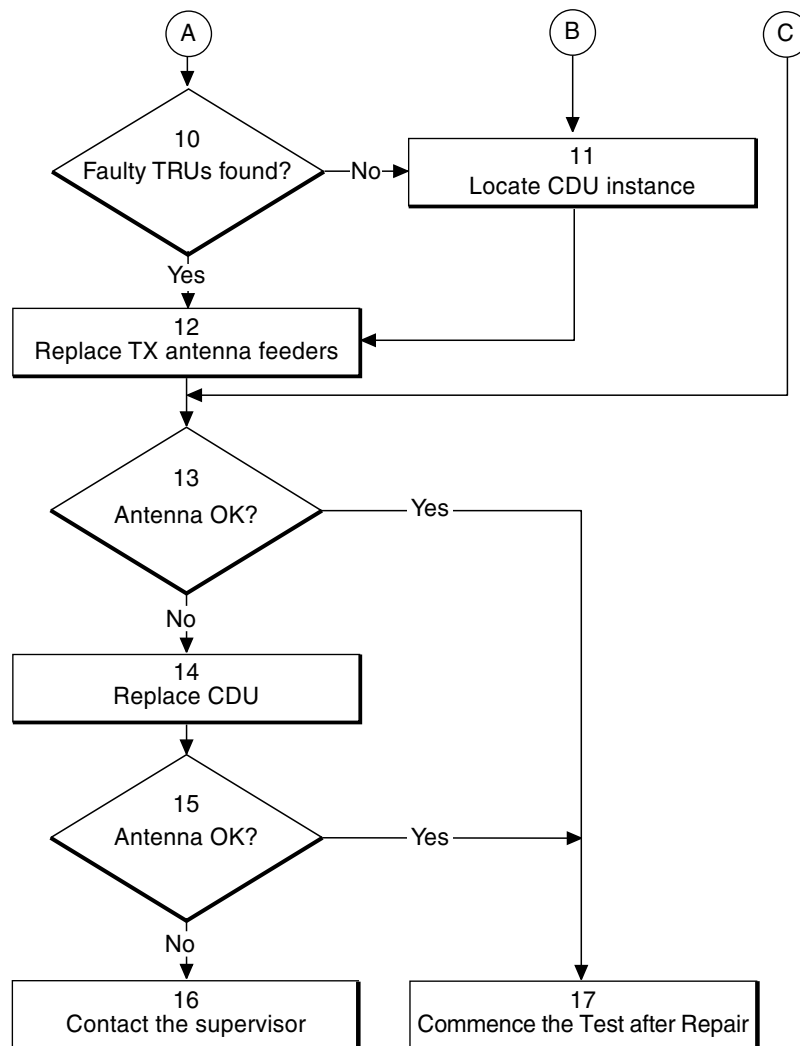 A
B
C
10
Faulty TRUs found?
No
11
Locate CDU instance
Yes
12
Replace TX antenna feeders
13
Antenna OK?
Yes
No
14
Replace CDU
15
Antenna OK?
Yes
No
16
Contact the supervisor
17
Commence the Test after Repair